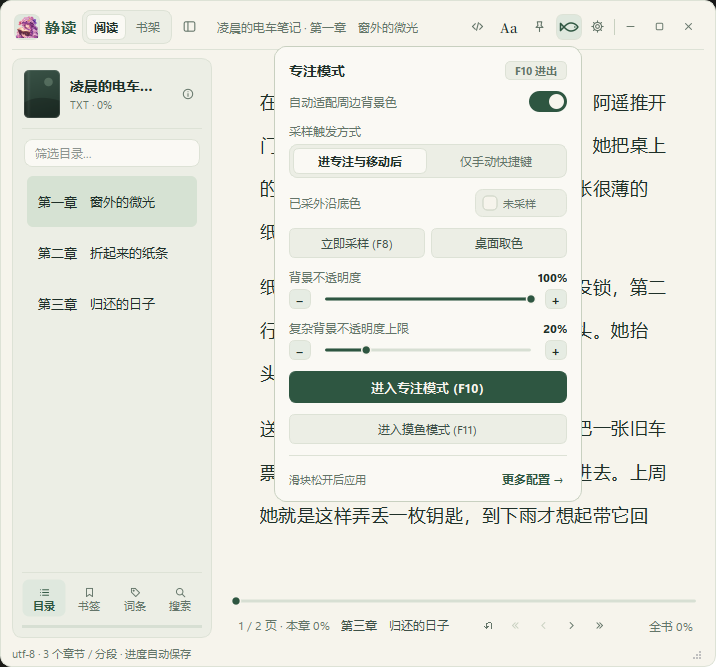 静读
阅读
书架
凌晨的电车笔记 · 第一章 窗外的微光
Aa
凌晨的电车...
TXT · 0%
筛选目录...
第一章 窗外的微光
第二章 折起来的纸条
第三章 归还的日子
目录
书签
词条
搜索
专注模式
F10 进出
自动适配周边背景色
采样触发方式
进专注与移动后
仅手动快捷键
已采外沿底色
未采样
立即采样 (F8)
桌面取色
背景不透明度
100%
复杂背景不透明度上限
20%
进入专注模式 (F10)
进入摸鱼模式 (F11)
滑块松开后应用
更多配置 →
在
阿遥推开
门
她把桌上
的
张很薄的
纸
纸
没锁，第二
行
头。她抬
头
送
把一张旧车
票
进去。上周
她就是这样弄丢一枚钥匙，到下雨才想起带它回
1 / 2 页 · 本章 0%
第三章 归还的日子
全书 0%
utf-8 · 3 个章节 / 分段 · 进度自动保存